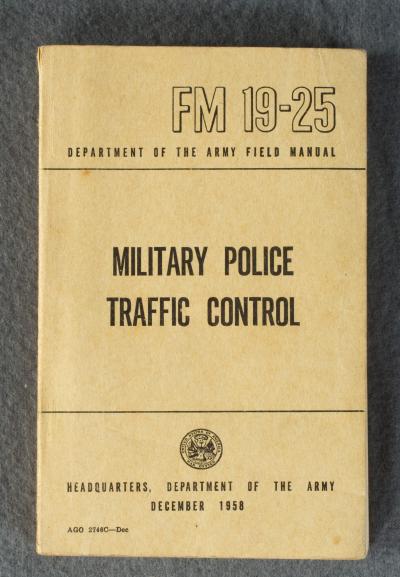 FM 19-25
DEPARTMENT OF THE ARMY FIELD MANUAL
MILITARY POLICE
TRAFFIC CONTROL
HEADQUARTERS, DEPARTMENT OF THE ARMY
DECEMBER 1958
AGO 2746C—Dec